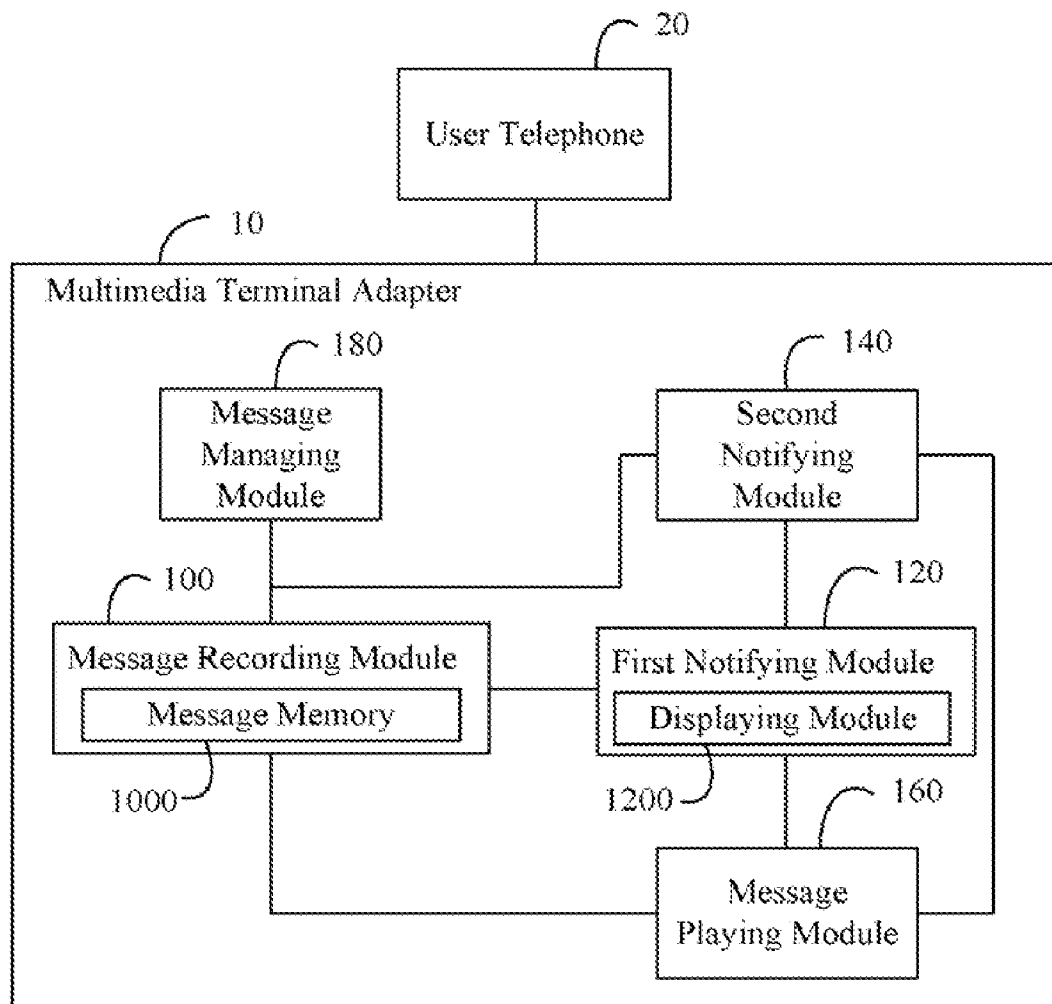 20
User Telephone
10
Multimedia Terminal Adapter
180
140
Message
Managing
Module
Second
Notifying
Module
100
120
Message Recording Module
First Notifying Module
Message Memory
Displaying Module
1000
1200
160
Message
Playing Module